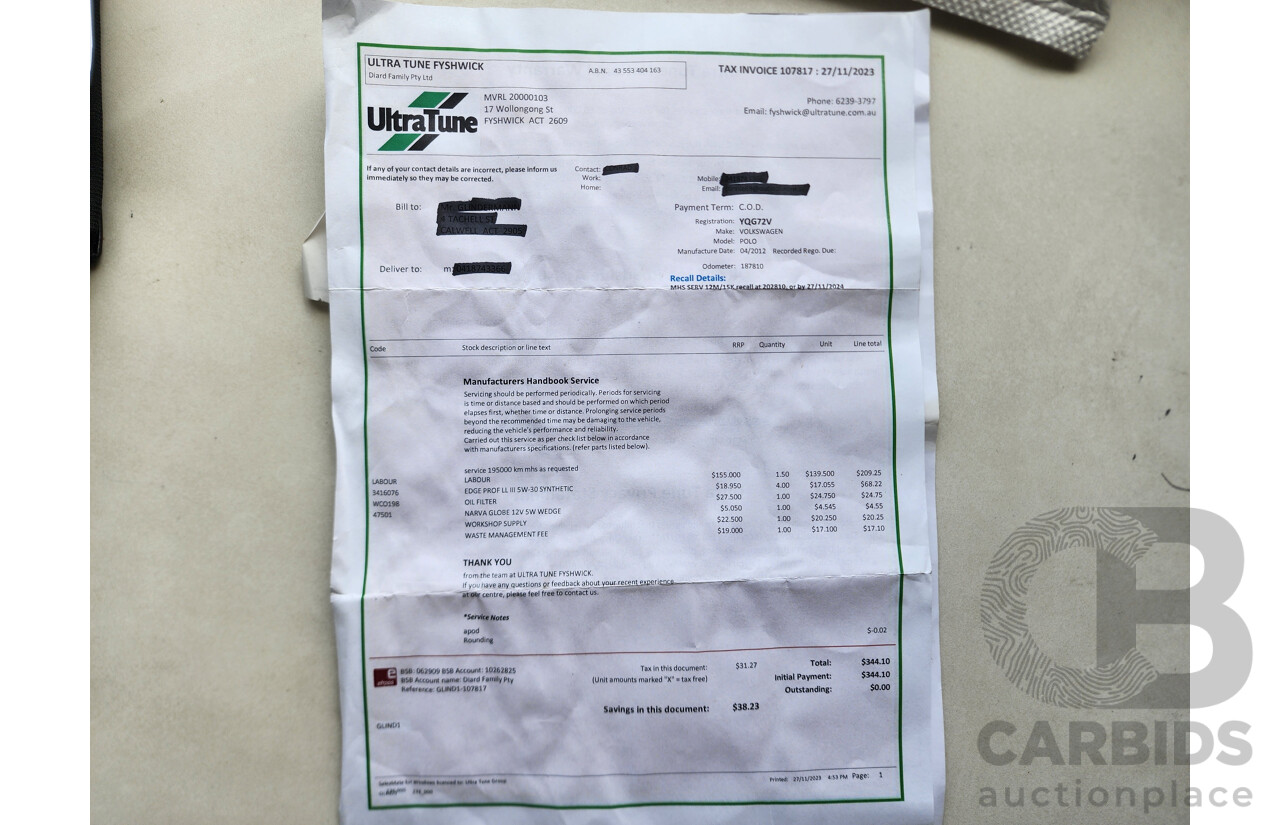 ULTRA TUNE FYSHWICK
Diard Family Pty Ltd
A.B.N. 43 553 404 163
TAX INVOICE 107817 : 27/11/2023
UltraTune
MVRL 20000103
17 Wollongong St
FYSHWICK ACT 2609
Phone: 6239-3797
Email: fyshwick@ultratune.com.au
If any of your contact details are incorrect, please inform us
immediately so they may be corrected.
Contact:
Work:
Home:
Mobile:
Email:
Bill to:
Deliver to: m:
Payment Term: C.O.D.
Registration: YQG72V
Make: VOLKSWAGEN
Model: POLO
Manufacture Date: 04/2012 Recorded Rego. Due:
Odometer: 187810
Recall Details:
MHS SERV 12M/15K recall at 202810, or by 27/11/2024
Code Stock description or line text RRP Quantity Unit Line total
Manufacturers Handbook Service
Servicing should be performed periodically. Periods for servicing
is time or distance based and should be performed on which period
elapses first, whether time or distance. Prolonging service periods
beyond the recommended time may be damaging to the vehicle,
reducing the vehicle's performance and reliability.
Carried out this service as per check list below in accordance
with manufacturers specifications. (refer parts listed below).
service 195000 km mhs as requested
LABOUR LABOUR $155.000 1.50 $139.500 $209.25
3416076 EDGE PROF LL III 5W-30 SYNTHETIC $18.950 4.00 $17.055 $68.22
WCO198 OIL FILTER $27.500 1.00 $24.750 $24.75
47501 NARVA GLOBE 12V 5W WEDGE $5.050 1.00 $4.545 $4.55
WORKSHOP SUPPLY $22.500 1.00 $20.250 $20.25
WASTE MANAGEMENT FEE $19.000 1.00 $17.100 $17.10
THANK YOU
from the team at ULTRA TUNE FYSHWICK.
If you have any questions or feedback about your recent experience
at our centre, please feel free to contact us.
*Service Notes
apod
Rounding $-0.02
BSB: 062909 BSB Account: 10262825
BSB Account name: Diard Family Pty
Reference: GLIND1-107817
Tax in this document: $31.27
(Unit amounts marked "X" = tax free)
Total: $344.10
Initial Payment: $344.10
Outstanding: $0.00
Savings in this document: $38.23
GLIND1
Printed: 27/11/2023 4:53 PM Page: 1
CARBIDS
auctionplace